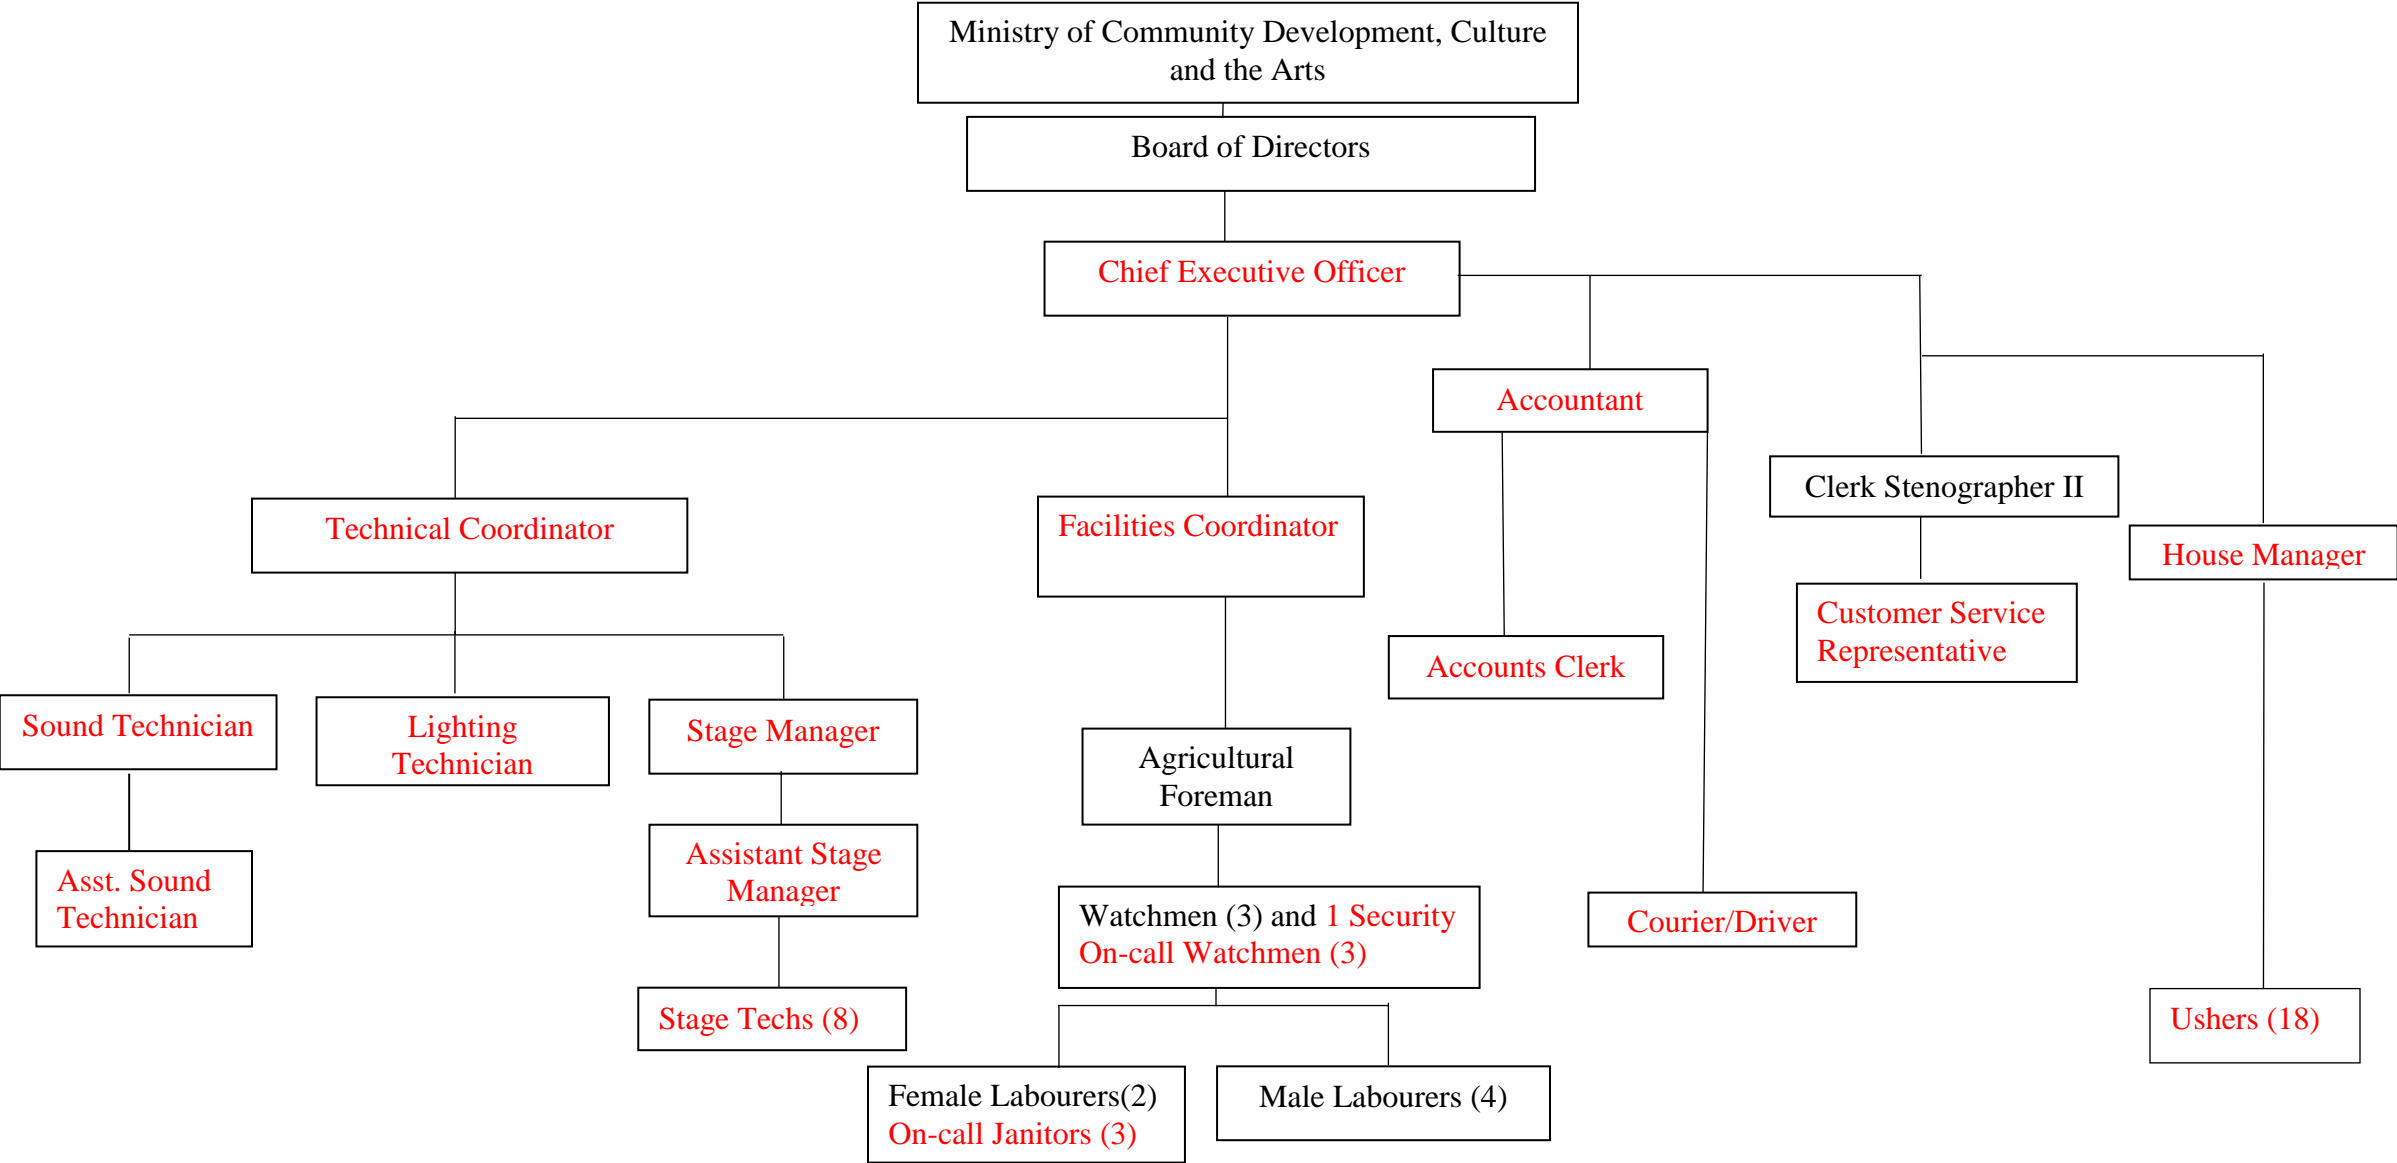 Ministry of Community Development, Culture
and the Arts
Board of Directors
Chief Executive Officer
Accountant
Clerk Stenographer II
Technical Coordinator
Facilities Coordinator
House Manager
Customer Service
Representative
Accounts Clerk
Sound Technician
Lighting
Technician
Stage Manager
Agricultural
Foreman
Assistant Stage
Manager
Asst. Sound
Technician
Watchmen (3) and 1 Security
On-call Watchmen (3)
Courier/Driver
Stage Techs (8)
Ushers (18)
Female Labourers(2)
On-call Janitors (3)
Male Labourers (4)